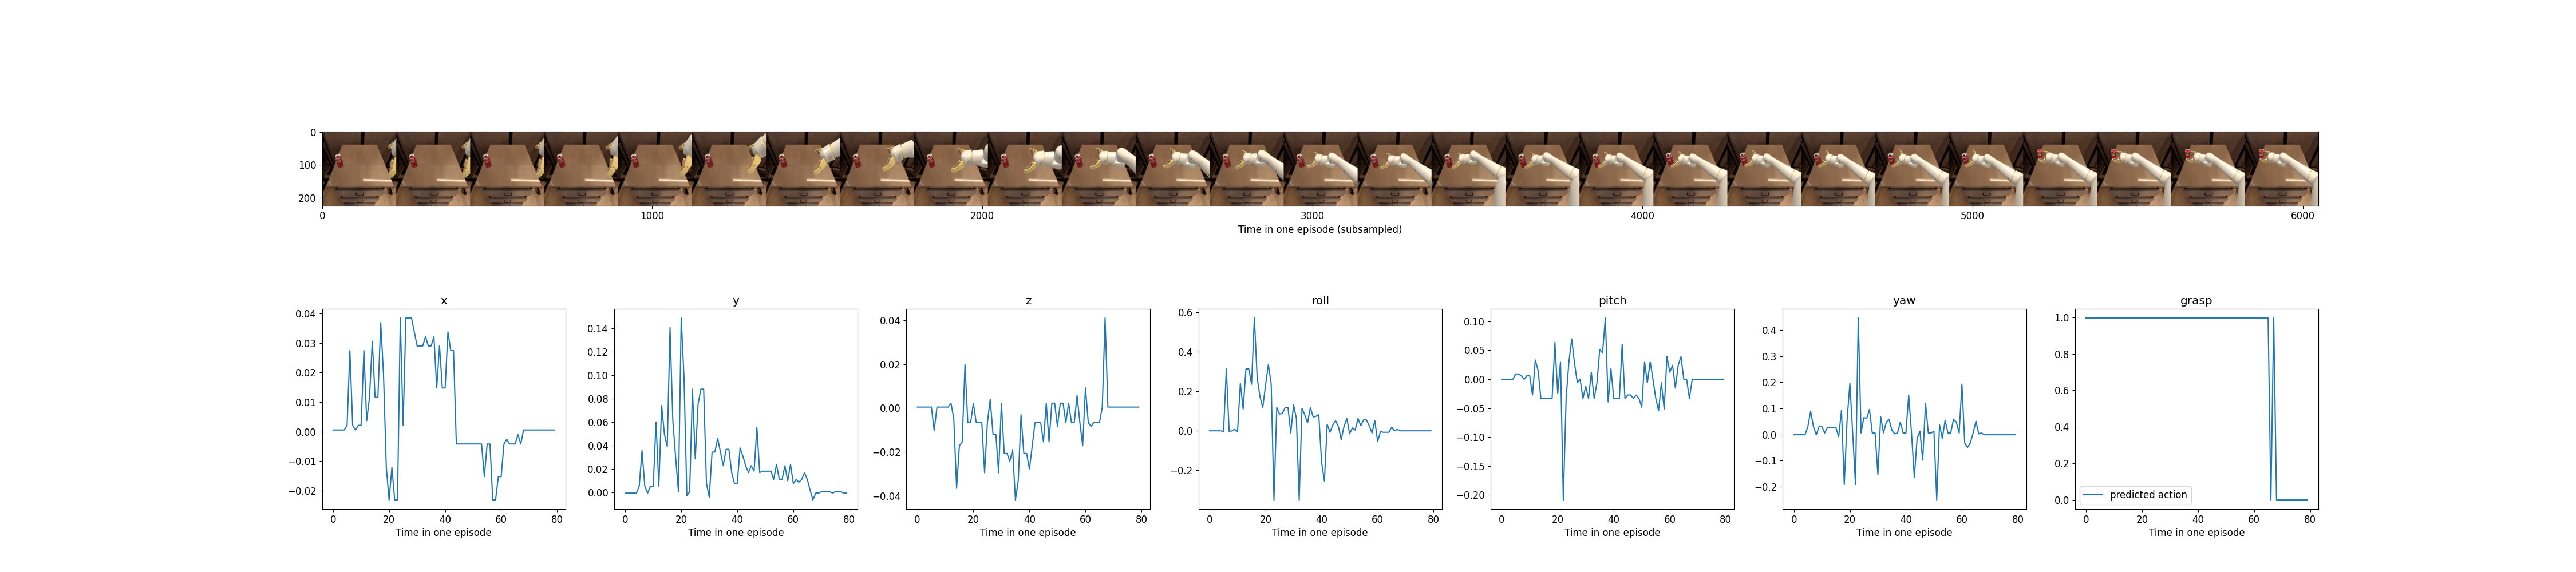 0
100
200
0 1000 2000 3000 4000 5000 6000
Time in one episode (subsampled)
x y z roll pitch yaw grasp
0.04 0.14 0.04 0.6 0.10 0.4 1.0
0.03 0.12 0.02 0.4 0.05 0.3 0.8
0.02 0.10 0.00 0.2 0.00 0.2 0.6
0.01 0.08 −0.02 0.0 −0.05 0.1 0.4
0.00 0.06 −0.04 −0.2 −0.10 0.0 0.2
−0.01 0.04 −0.15 −0.1 0.0
−0.02 0.02 −0.20 −0.2
0.00
predicted action
0 20 40 60 80 0 20 40 60 80 0 20 40 60 80 0 20 40 60 80 0 20 40 60 80 0 20 40 60 80 0 20 40 60 80
Time in one episode Time in one episode Time in one episode Time in one episode Time in one episode Time in one episode Time in one episode